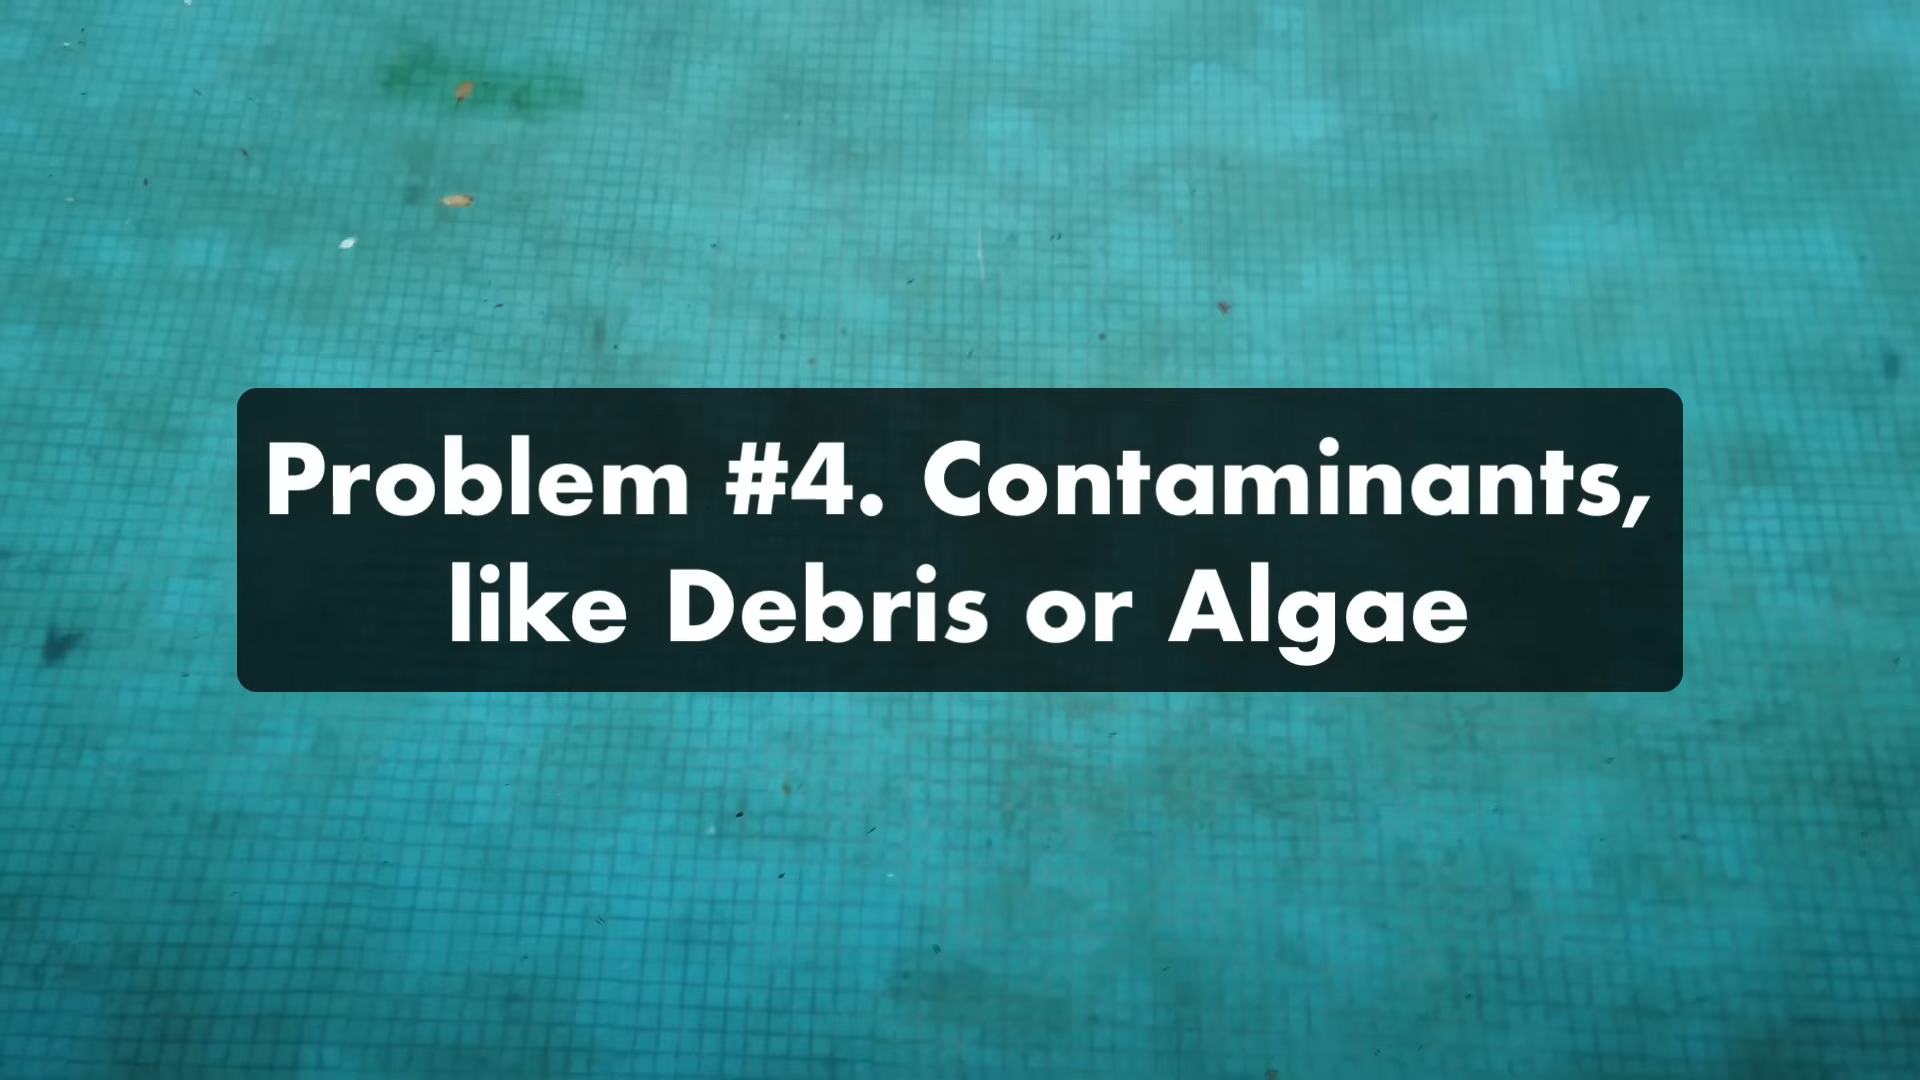 Problem #4. Contaminants,
like Debris or Algae